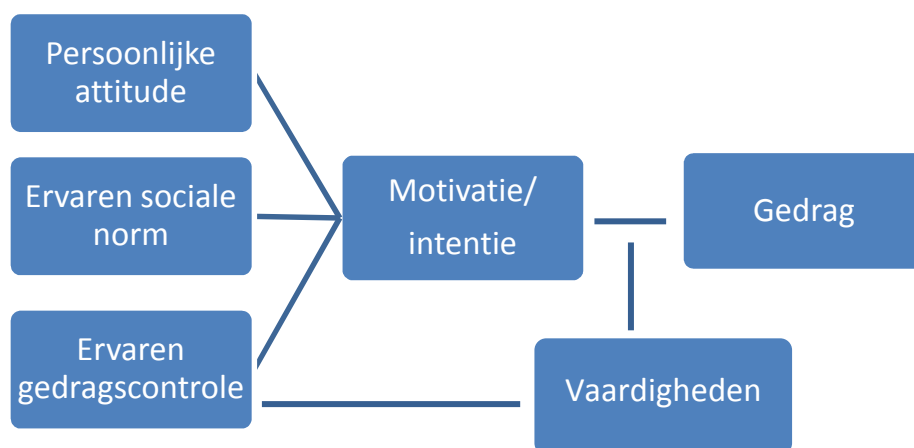 Persoonlijke
attitude
Ervaren sociale
norm
Ervaren
gedragscontrole
Motivatie/
intentie
Gedrag
Vaardigheden